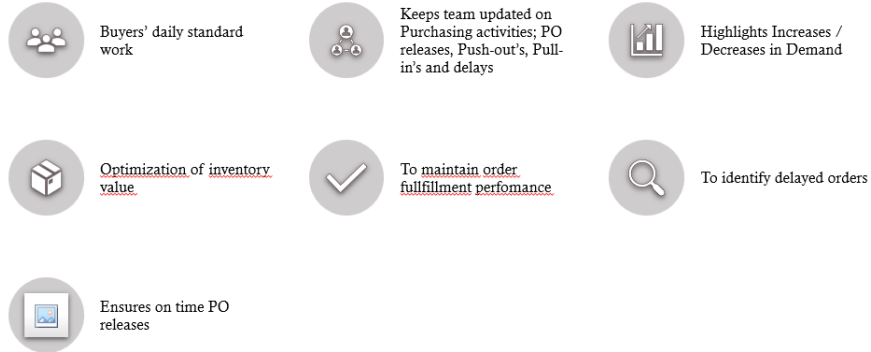 Buyers’ daily standard
work
Keeps team updated on
Purchasing activities; PO
releases, Push-out’s, Pull-
in’s and delays
Highlights Increases /
Decreases in Demand
Optimization of inventory
value
To maintain order
fullfillment perfomance
To identify delayed orders
Ensures on time PO
releases